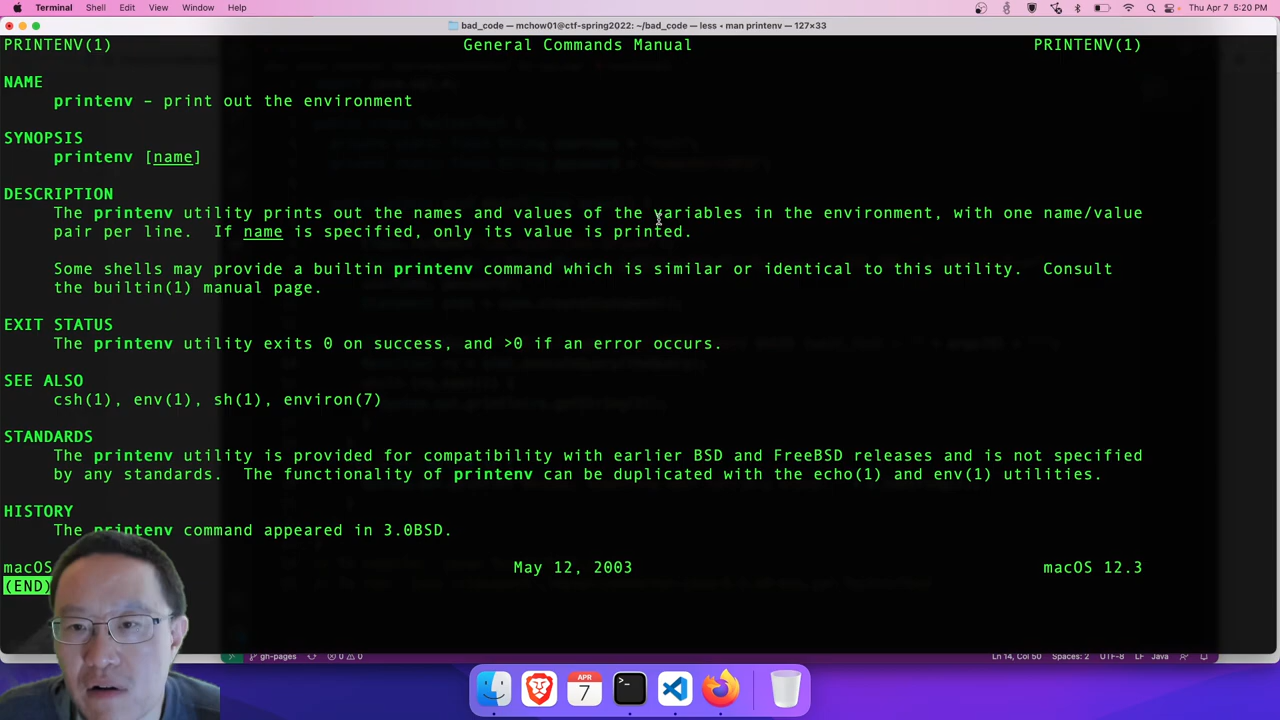 Terminal Shell Edit View Window Help Thu Apr 7 5:20 PM
bad_code — mchow01@ctf-spring2022: ~/bad_code — less ◂ man printenv — 127×33
PRINTENV(1) General Commands Manual PRINTENV(1)
NAME
printenv – print out the environment
SYNOPSIS
printenv [name]
DESCRIPTION
The printenv utility prints out the names and values of the variables in the environment, with one name/value
pair per line. If name is specified, only its value is printed.
Some shells may provide a builtin printenv command which is similar or identical to this utility. Consult
the builtin(1) manual page.
EXIT STATUS
The printenv utility exits 0 on success, and >0 if an error occurs.
SEE ALSO
csh(1), env(1), sh(1), environ(7)
STANDARDS
The printenv utility is provided for compatibility with earlier BSD and FreeBSD releases and is not specified
by any standards. The functionality of printenv can be duplicated with the echo(1) and env(1) utilities.
HISTORY
The printenv command appeared in 3.0BSD.
macOS May 12, 2003 macOS 12.3
(END)
gh-pages 0 0 Ln 14, Col 50 Spaces: 2 UTF-8 LF Java
APR
7
>_